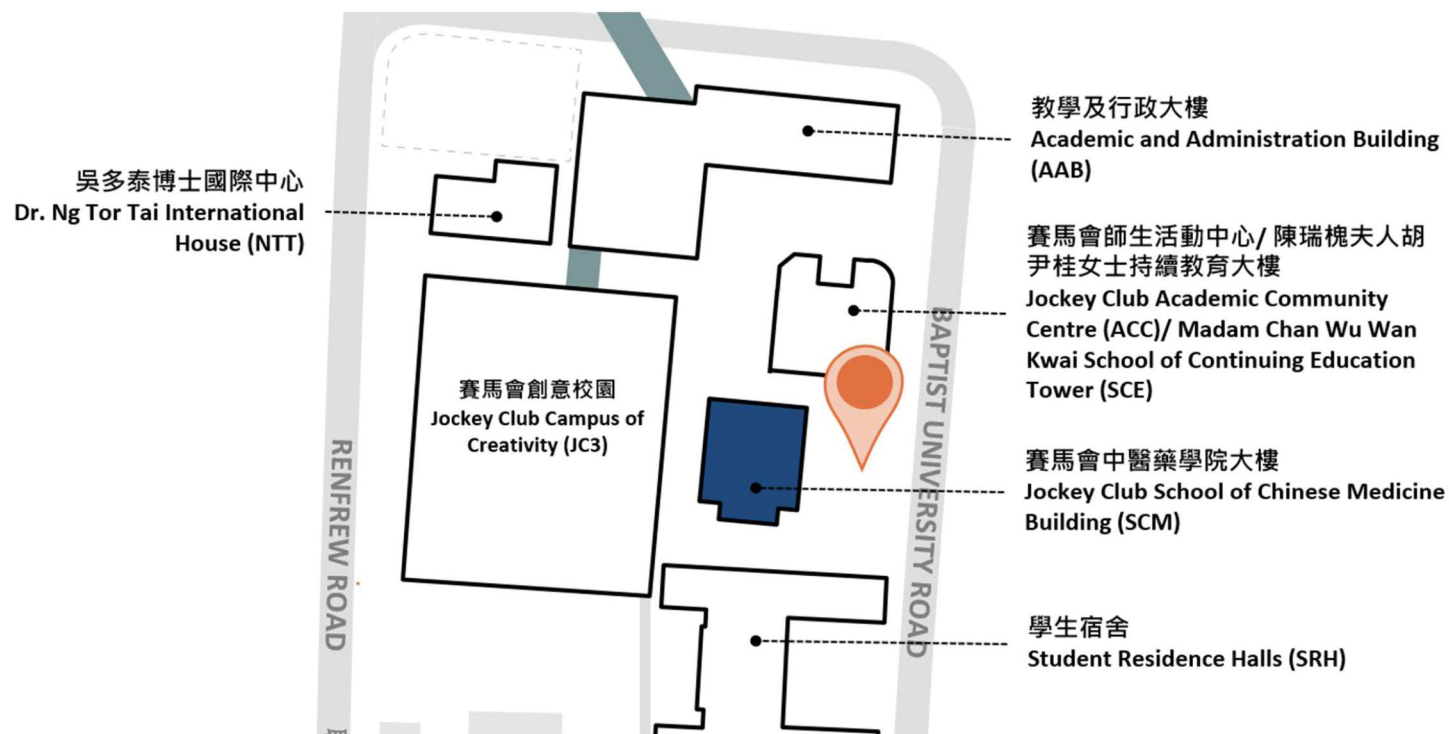 教學及行政大樓
Academic and Administration Building
(AAB)
吳多泰博士國際中心
Dr. Ng Tor Tai International
House (NTT)
賽馬會師生活動中心/ 陳瑞槐夫人胡
尹桂女士持續教育大樓
Jockey Club Academic Community
Centre (ACC)/ Madam Chan Wu Wan
Kwai School of Continuing Education
Tower (SCE)
賽馬會創意校園
Jockey Club Campus of
Creativity (JC3)
BAPTIST UNIVERSITY ROAD
RENFREW ROAD
賽馬會中醫藥學院大樓
Jockey Club School of Chinese Medicine
Building (SCM)
學生宿舍
Student Residence Halls (SRH)